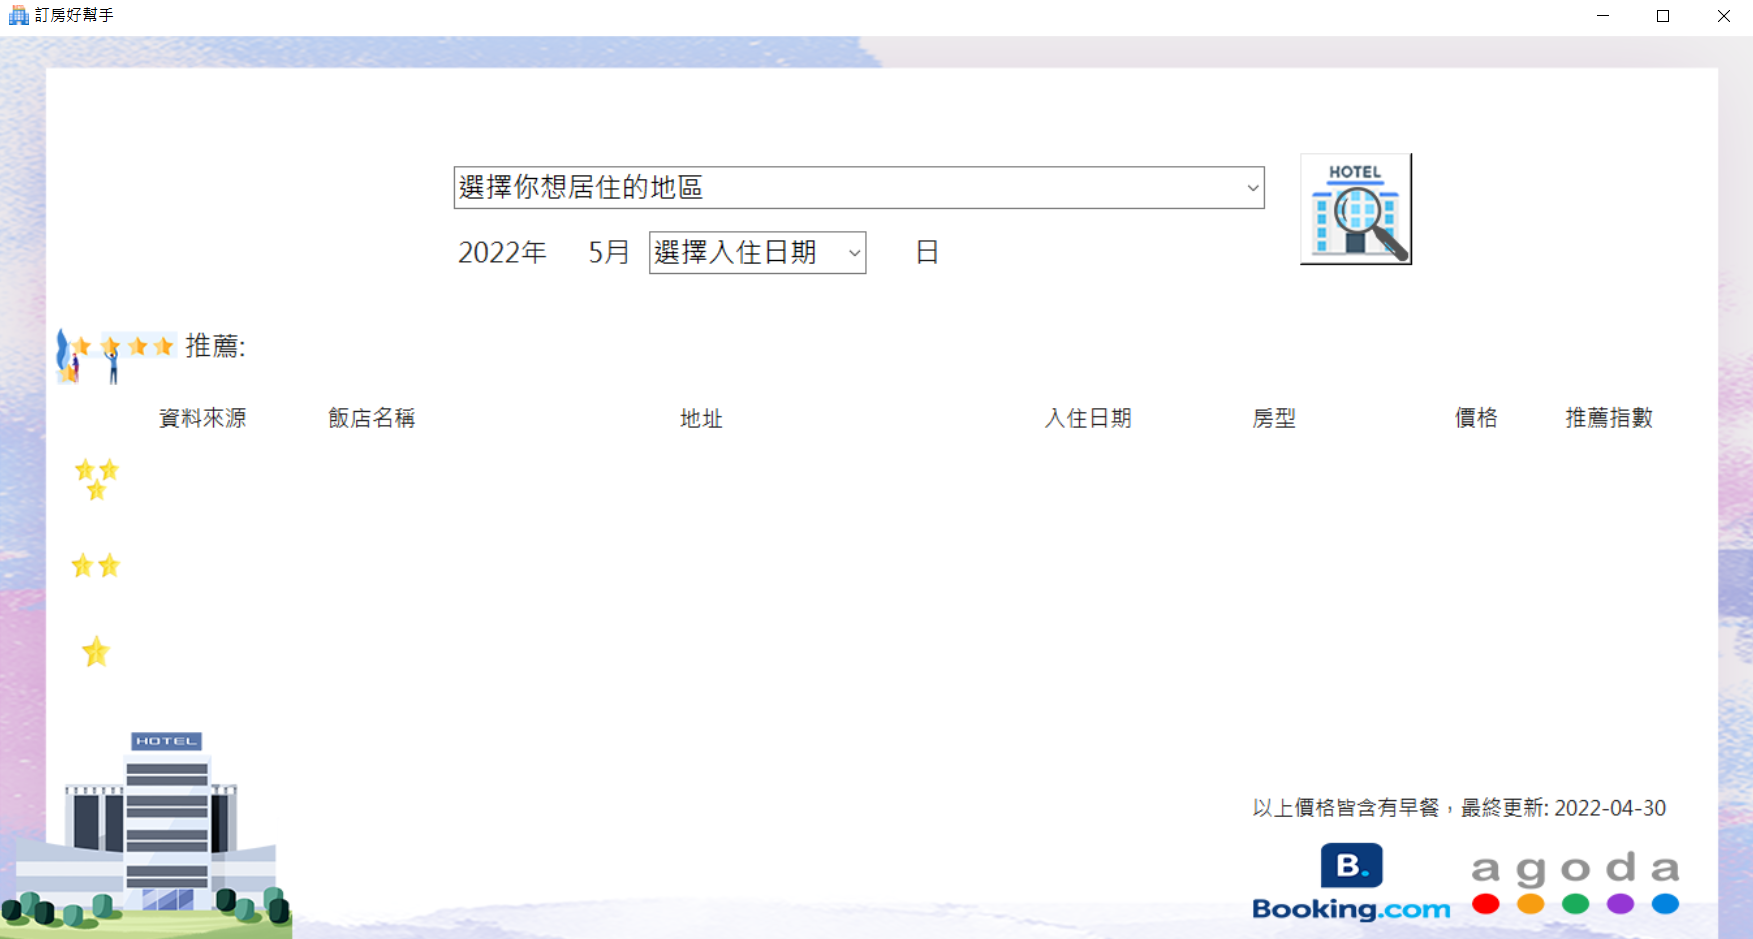 訂房好幫手
選擇你想居住的地區
HOTEL
2022年 5月 選擇入住日期 日
推薦:
資料來源 飯店名稱 地址 入住日期 房型 價格 推薦指數
HOTEL
以上價格皆含有早餐，最終更新: 2022-04-30
B.
Booking.com
agoda